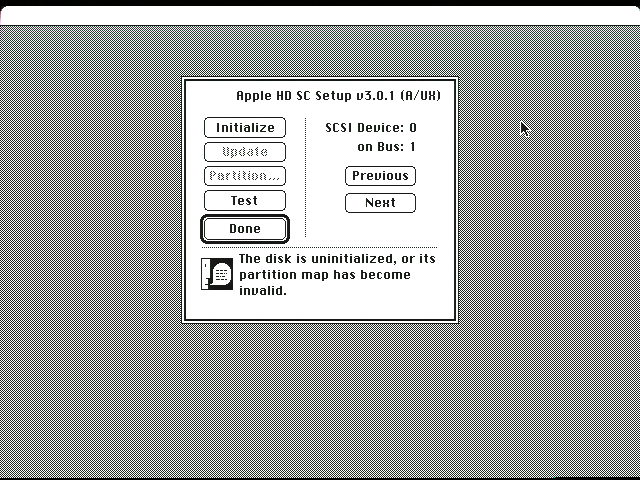 Apple HD SC Setup v3.0.1 (A/UX)
Initialize
Update
Partition...
Test
Done
SCSI Device: 0
on Bus: 1
Previous
Next
The disk is uninitialized, or its
partition map has become
invalid.